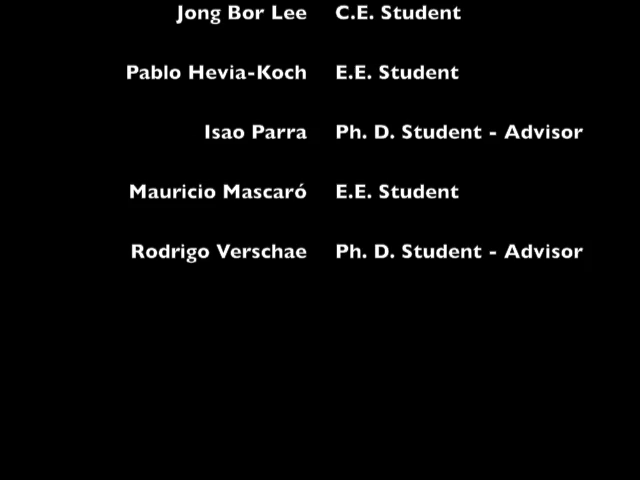 Jong Bor Lee C.E. Student
Pablo Hevia-Koch E.E. Student
Isao Parra Ph. D. Student - Advisor
Mauricio Mascaró E.E. Student
Rodrigo Verschae Ph. D. Student - Advisor